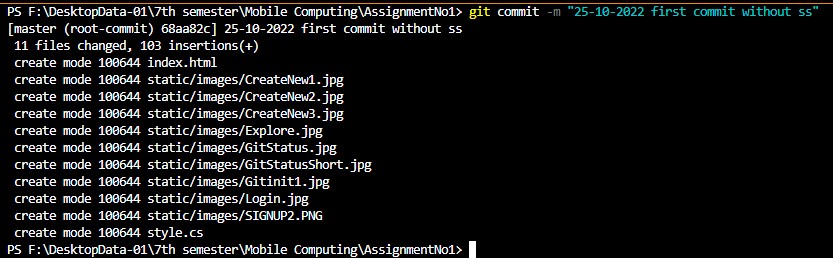 PS F:\DesktopData-01\7th semester\Mobile Computing\AssignmentNo1> git commit -m "25-10-2022 first commit without ss"
[master (root-commit) 68aa82c] 25-10-2022 first commit without ss
 11 files changed, 103 insertions(+)
 create mode 100644 index.html
 create mode 100644 static/images/CreateNew1.jpg
 create mode 100644 static/images/CreateNew2.jpg
 create mode 100644 static/images/CreateNew3.jpg
 create mode 100644 static/images/Explore.jpg
 create mode 100644 static/images/GitStatus.jpg
 create mode 100644 static/images/GitStatusShort.jpg
 create mode 100644 static/images/Gitinit1.jpg
 create mode 100644 static/images/Login.jpg
 create mode 100644 static/images/SIGNUP2.PNG
 create mode 100644 style.cs
PS F:\DesktopData-01\7th semester\Mobile Computing\AssignmentNo1>